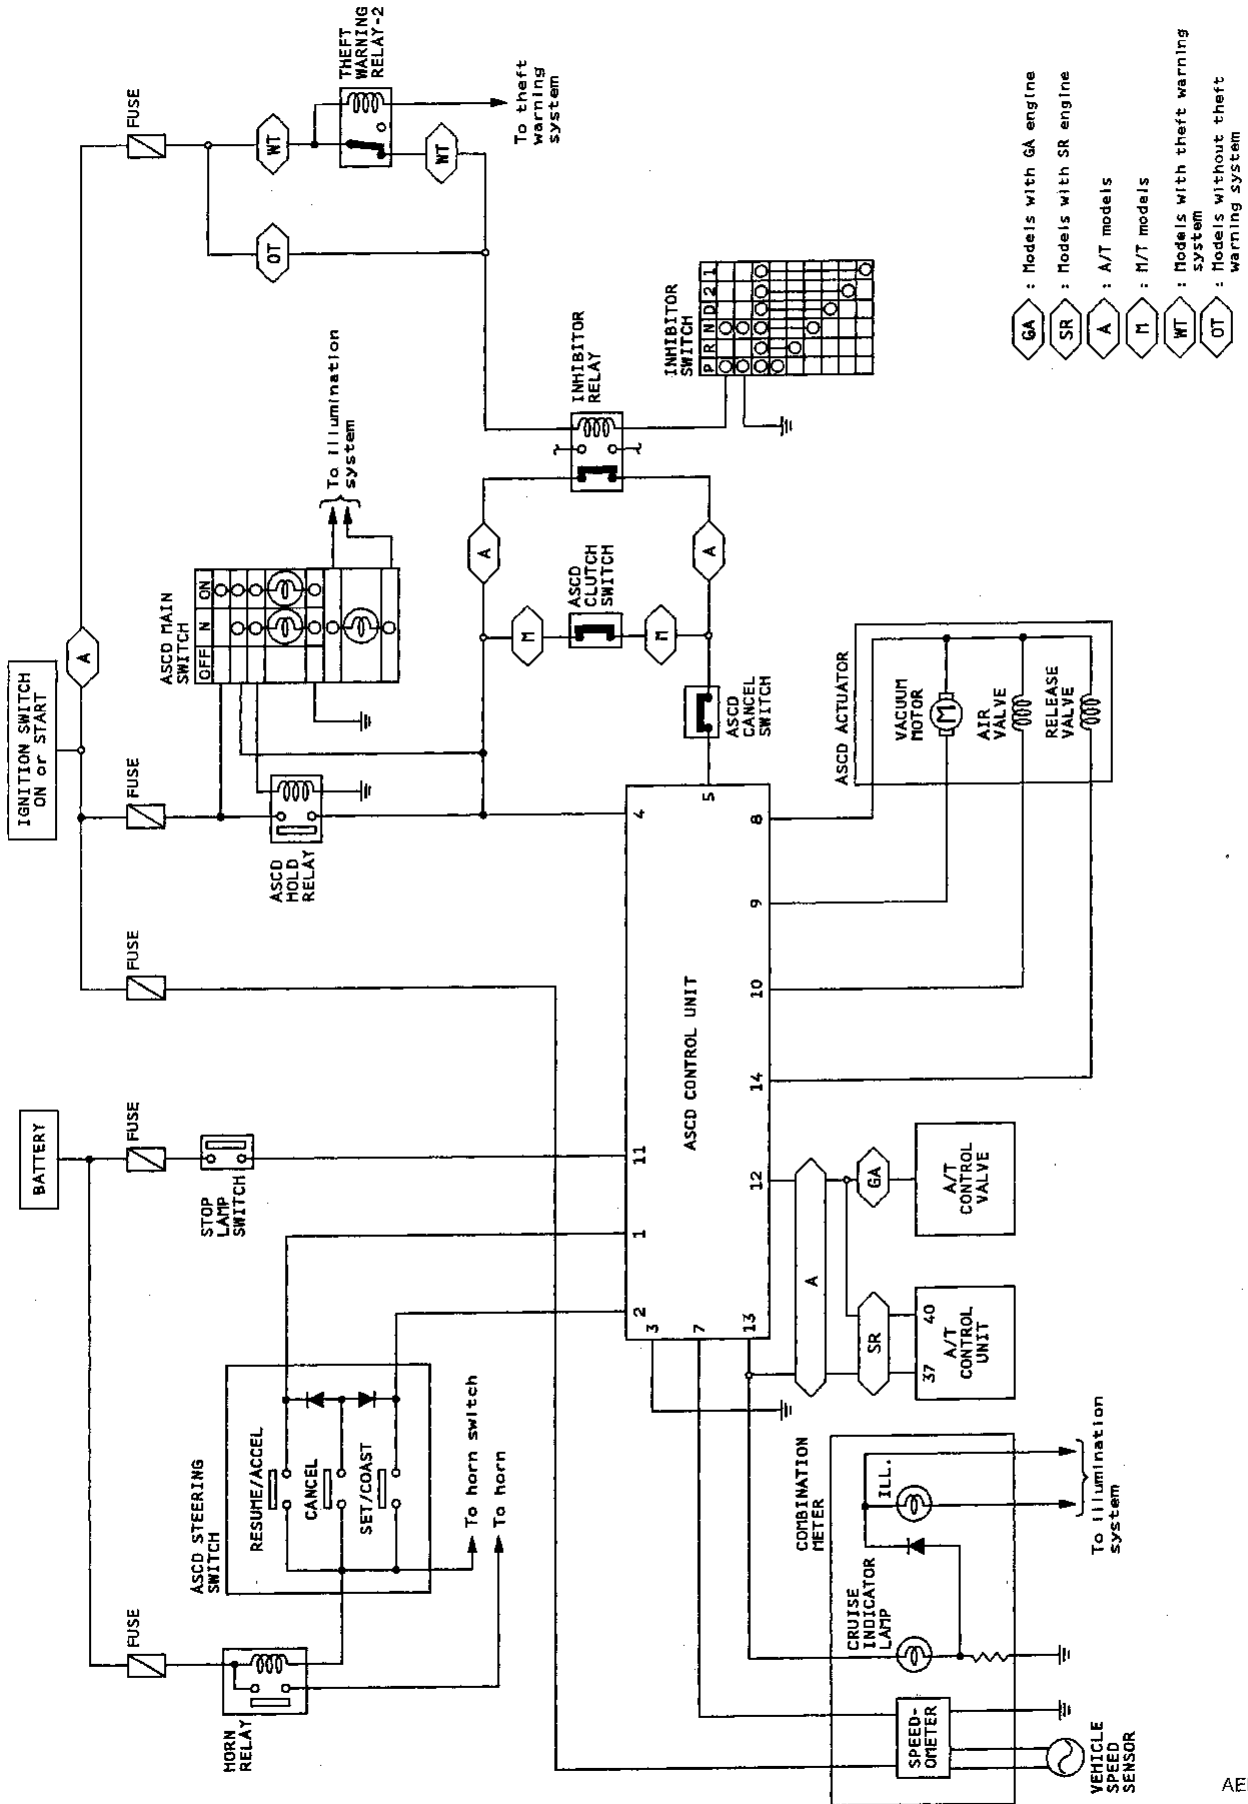 IGNITION SWITCH
ON or START
BATTERY
A
FUSE
FUSE
FUSE
FUSE
FUSE
WT
OT
THEFT
WARNING
RELAY-2
WT
To theft
warning
system
ASCD MAIN
SWITCH
OFF
N
ON
To illumination
system
ASCD
HOLD
RELAY
STOP
LAMP
SWITCH
HORN
RELAY
ASCD STEERING
SWITCH
RESUME/ACCEL
CANCEL
SET/COAST
To horn switch
To horn
A
M
ASCD
CLUTCH
SWITCH
M
A
INHIBITOR
RELAY
INHIBITOR
SWITCH
P
R
N
D
2
1
ASCD
CANCEL
SWITCH
ASCD CONTROL UNIT
3
2
1
11
4
5
7
13
12
14
10
9
8
ASCD ACTUATOR
VACUUM
MOTOR
AIR
VALVE
RELEASE
VALVE
A
SR
GA
37
40
A/T
CONTROL
UNIT
A/T
CONTROL
VALVE
COMBINATION
METER
CRUISE
INDICATOR
LAMP
ILL.
SPEED-
OMETER
VEHICLE
SPEED
SENSOR
To illumination
system
GA : Models with GA engine
SR : Models with SR engine
A : A/T models
M : M/T models
WT : Models with theft warning
system
OT : Models without theft
warning system